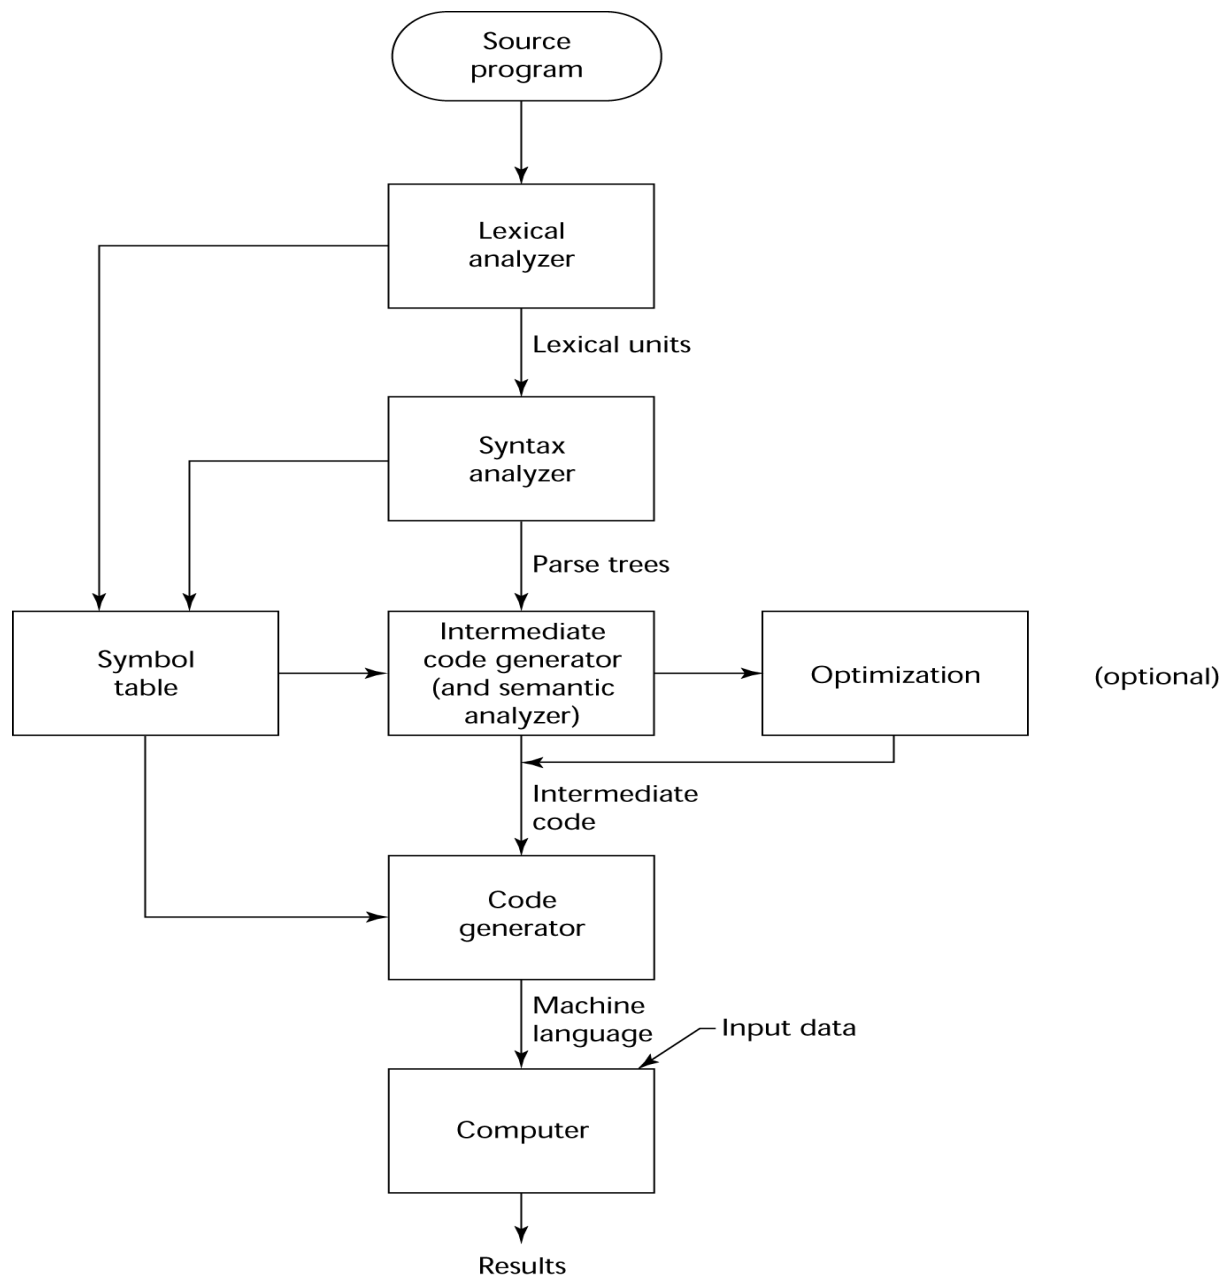 Source
program
Lexical
analyzer
Lexical units
Syntax
analyzer
Parse trees
Symbol
table
Intermediate
code generator
(and semantic
analyzer)
Optimization
(optional)
Intermediate
code
Code
generator
Machine
language
Input data
Computer
Results